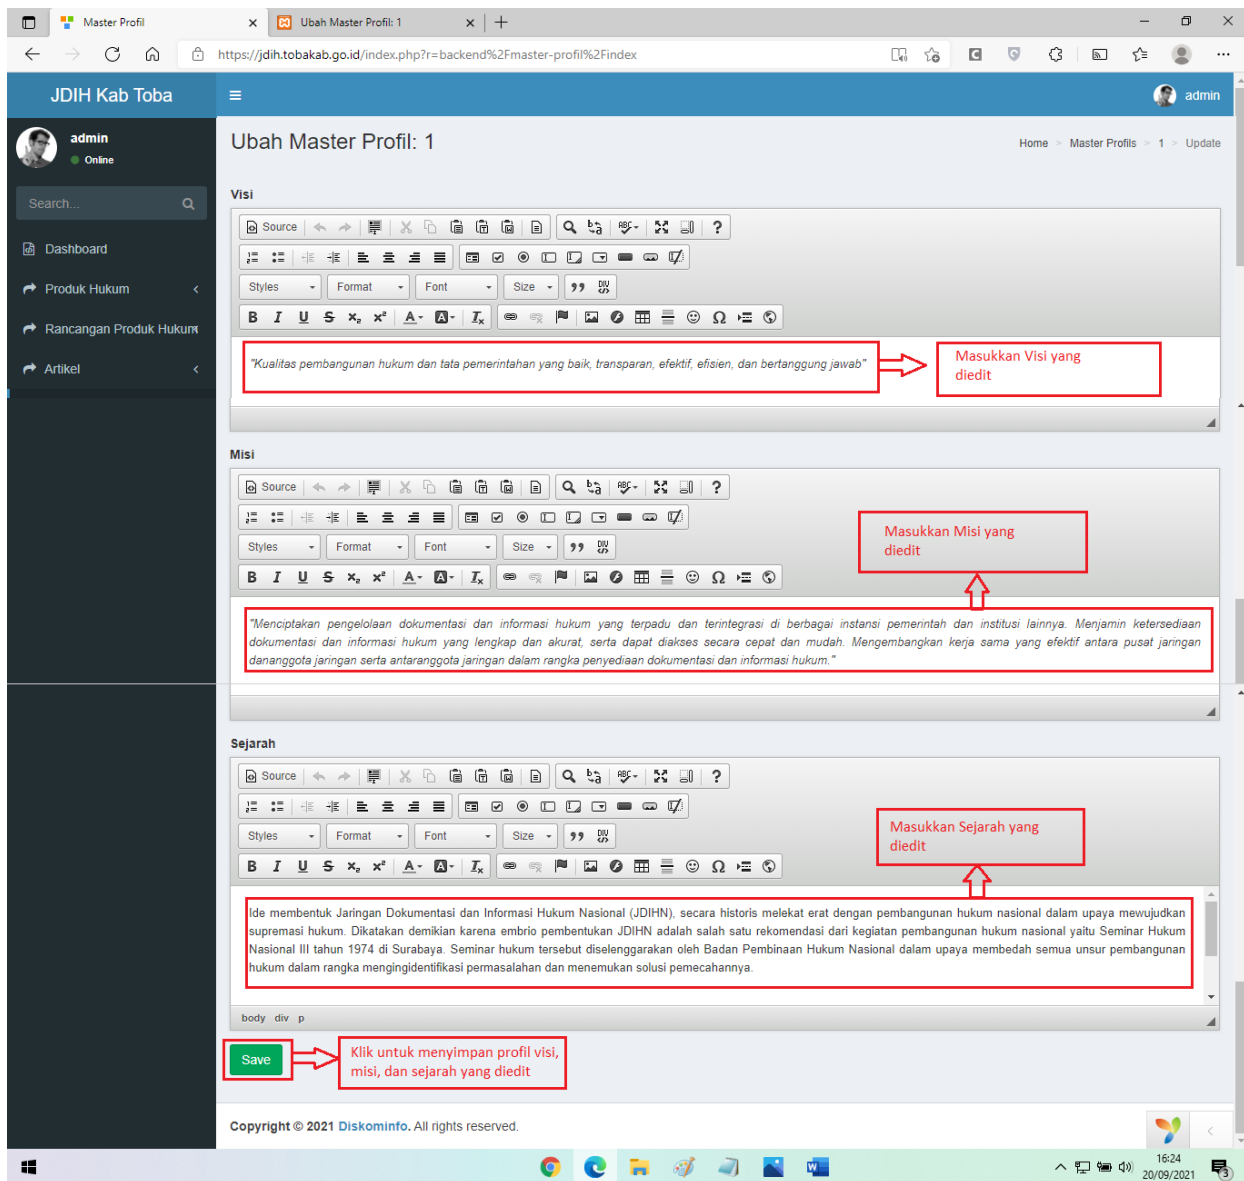 Master Profil
Ubah Master Profil: 1
https://jdih.tobakab.go.id/index.php?r=backend%2Fmaster-profil%2Findex
JDIH Kab Toba
admin
admin
Online
Ubah Master Profil: 1
Home > Master Profils > 1 > Update
Search...
Dashboard
Produk Hukum
Rancangan Produk Hukum
Artikel
Visi
Source
Styles Format Font Size
"Kualitas pembangunan hukum dan tata pemerintahan yang baik, transparan, efektif, efisien, dan bertanggung jawab"
Masukkan Visi yang
diedit
Misi
Source
Styles Format Font Size
Masukkan Misi yang
diedit
"Menciptakan pengelolaan dokumentasi dan informasi hukum yang terpadu dan terintegrasi di berbagai instansi pemerintah dan institusi lainnya. Menjamin ketersediaan
dokumentasi dan informasi hukum yang lengkap dan akurat, serta dapat diakses secara cepat dan mudah. Mengembangkan kerja sama yang efektif antara pusat jaringan
dananggota jaringan serta antaranggota jaringan dalam rangka penyediaan dokumentasi dan informasi hukum."
Sejarah
Source
Styles Format Font Size
Masukkan Sejarah yang
diedit
Ide membentuk Jaringan Dokumentasi dan Informasi Hukum Nasional (JDIHN), secara historis melekat erat dengan pembangunan hukum nasional dalam upaya mewujudkan
supremasi hukum. Dikatakan demikian karena embrio pembentukan JDIHN adalah salah satu rekomendasi dari kegiatan pembangunan hukum nasional yaitu Seminar Hukum
Nasional III tahun 1974 di Surabaya. Seminar hukum tersebut diselenggarakan oleh Badan Pembinaan Hukum Nasional dalam upaya membedah semua unsur pembangunan
hukum dalam rangka mengingidentifikasi permasalahan dan menemukan solusi pemecahannya.
body div p
Save
Klik untuk menyimpan profil visi,
misi, dan sejarah yang diedit
Copyright © 2021 Diskominfo. All rights reserved.
16:24
20/09/2021
3